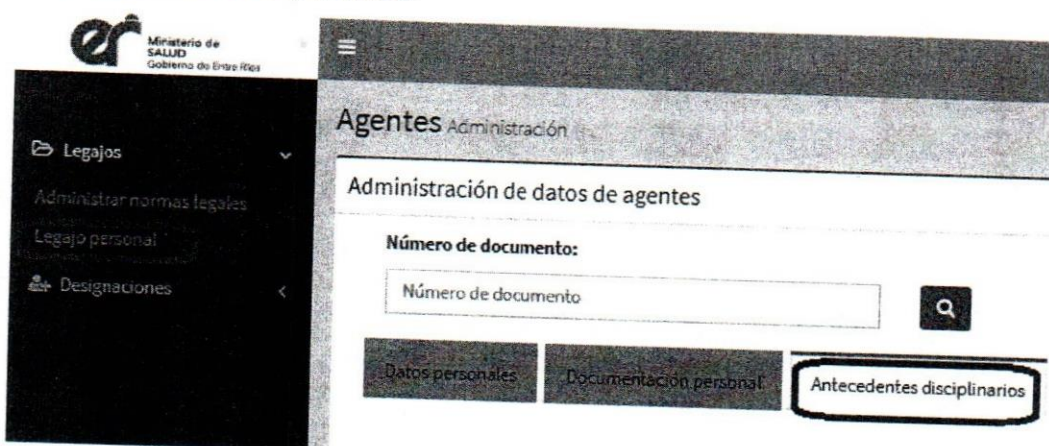 er
Ministerio de
SALUD
Gobierno de Entre Ríos
Legajos
Administrar normas legales
Legajo personal
Designaciones
Agentes Administración
Administración de datos de agentes
Número de documento:
Número de documento
Datos personales
Documentación personal
Antecedentes disciplinarios